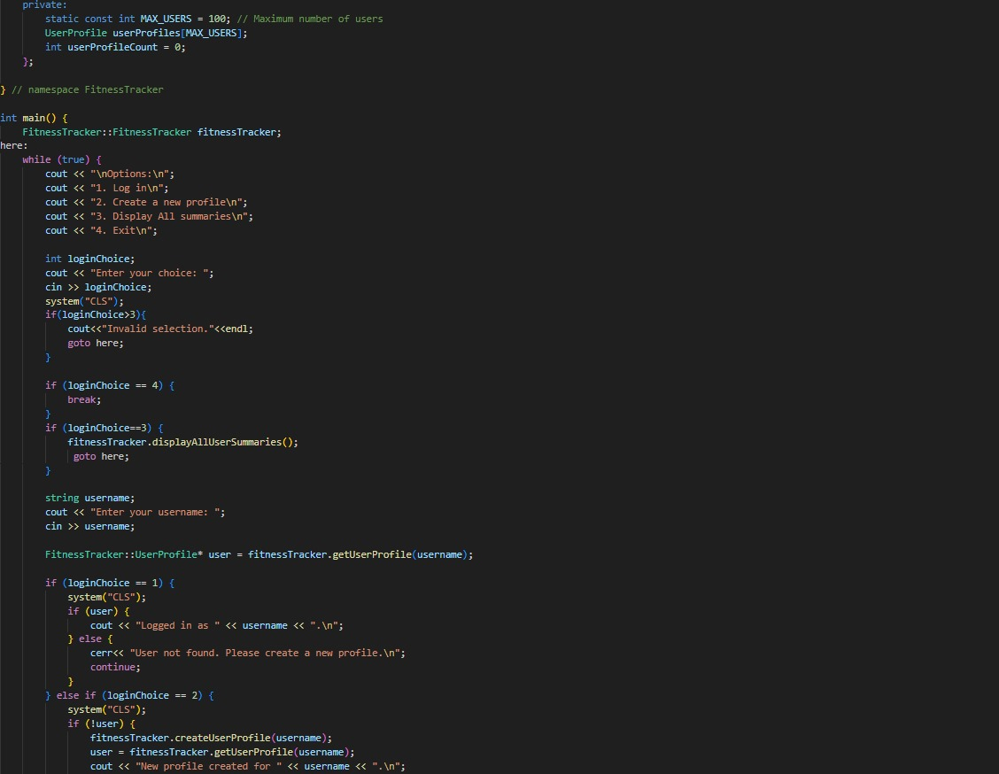 private:
static const int MAX_USERS = 100; // Maximum number of users
UserProfile userProfiles[MAX_USERS];
int userProfileCount = 0;
};
} // namespace FitnessTracker
int main() {
FitnessTracker::FitnessTracker fitnessTracker;
here:
while (true) {
cout << "\nOptions:\n";
cout << "1. Log in\n";
cout << "2. Create a new profile\n";
cout << "3. Display All summaries\n";
cout << "4. Exit\n";
int loginChoice;
cout << "Enter your choice: ";
cin >> loginChoice;
system("CLS");
if(loginChoice>3){
cout<<"Invalid selection."<<endl;
goto here;
}
if (loginChoice == 4) {
break;
}
if (loginChoice==3) {
fitnessTracker.displayAllUserSummaries();
goto here;
}
string username;
cout << "Enter your username: ";
cin >> username;
FitnessTracker::UserProfile* user = fitnessTracker.getUserProfile(username);
if (loginChoice == 1) {
system("CLS");
if (user) {
cout << "Logged in as " << username << ".\n";
} else {
cerr<< "User not found. Please create a new profile.\n";
continue;
}
} else if (loginChoice == 2) {
system("CLS");
if (!user) {
fitnessTracker.createUserProfile(username);
user = fitnessTracker.getUserProfile(username);
cout << "New profile created for " << username << ".\n";